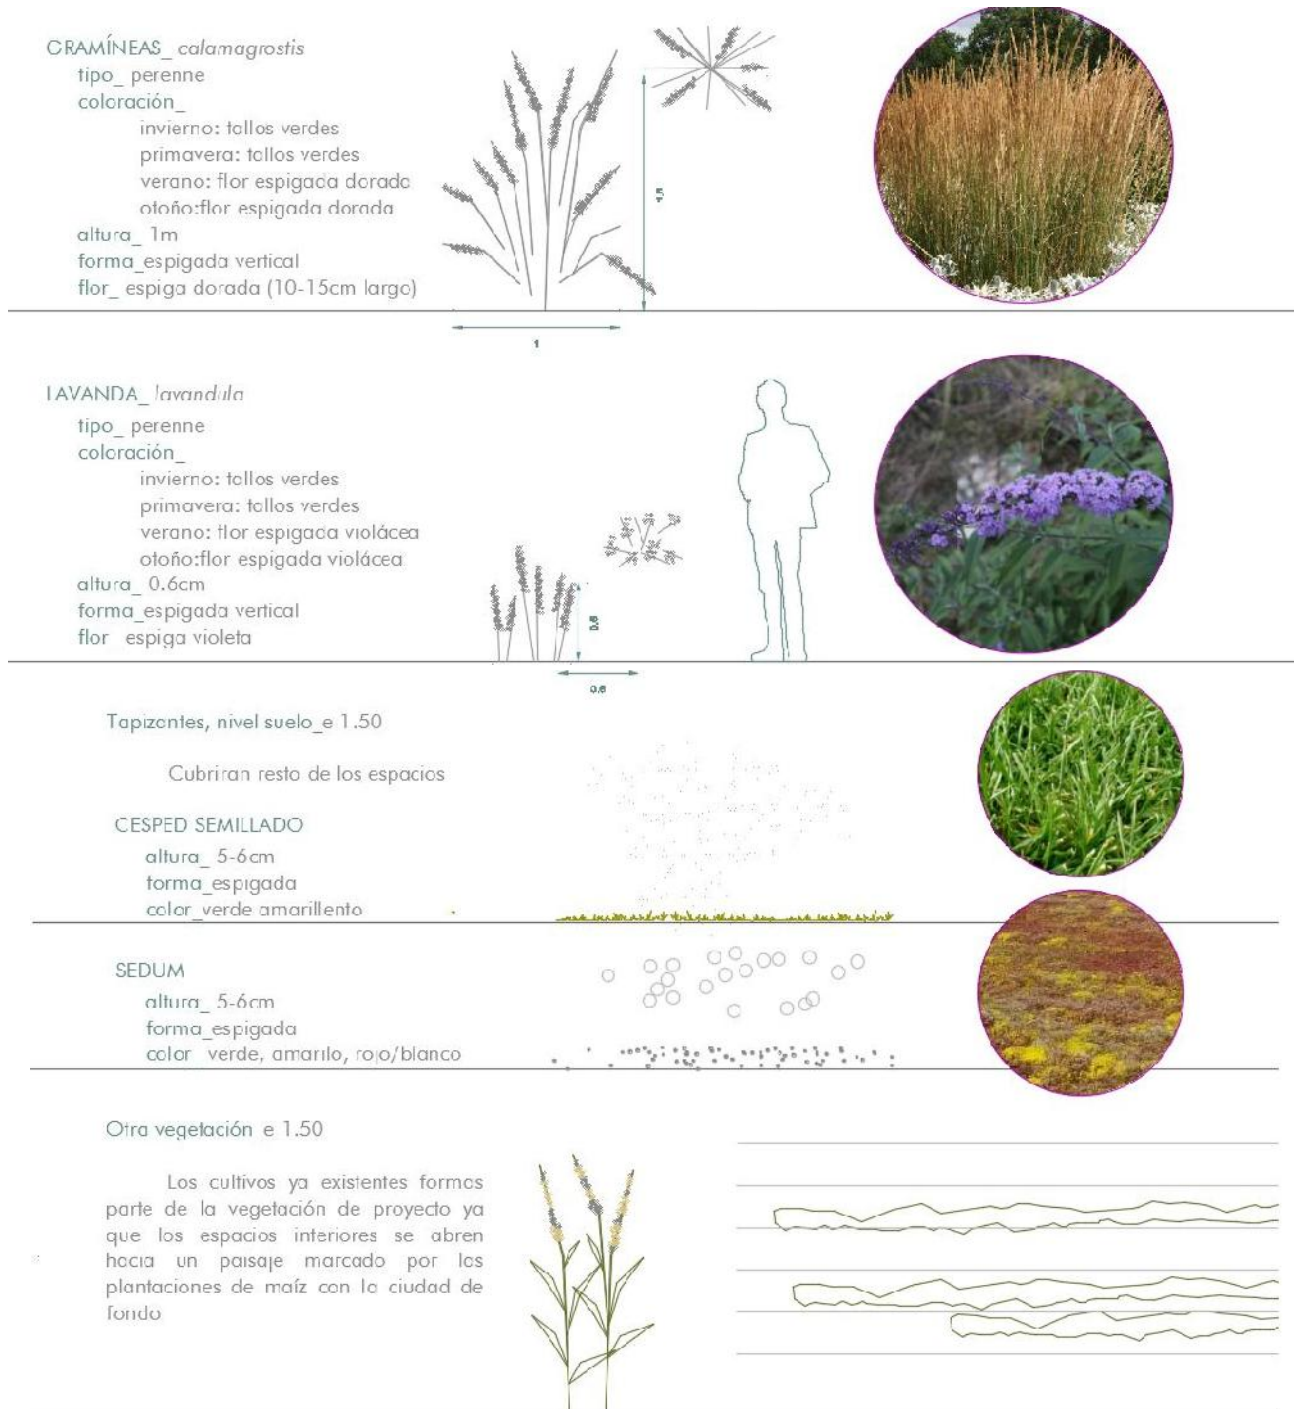 GRAMÍNEAS_ calamagrostis
tipo_ perenne
coloración_
invierno: tallos verdes
primavera: tallos verdes
verano: flor espigada dorada
otoño:flor espigada dorada
altura_ 1m
forma_espigada vertical
flor_ espiga dorada (10-15cm largo)
1
LAVANDA_ lavandula
tipo_ perenne
coloración_
invierno: tallos verdes
primavera: tallos verdes
verano: flor espigada violácea
otoño:flor espigada violácea
altura_ 0.6cm
forma_espigada vertical
flor_ espiga violeta
0.6
0.6
Tapizantes, nivel suelo_e 1.50
Cubriran resto de los espacios
CESPED SEMILLADO
altura_ 5-6cm
forma_espigada
color_verde amarillento
SEDUM
altura_ 5-6cm
forma_espigada
color_ verde, amarilo, rojo/blanco
Otra vegetación_e 1.50
Los cultivos ya existentes formas
parte de la vegetación de proyecto ya
que los espacios interiores se abren
hacia un paisaje marcado por las
plantaciones de maíz con la ciudad de
fondo